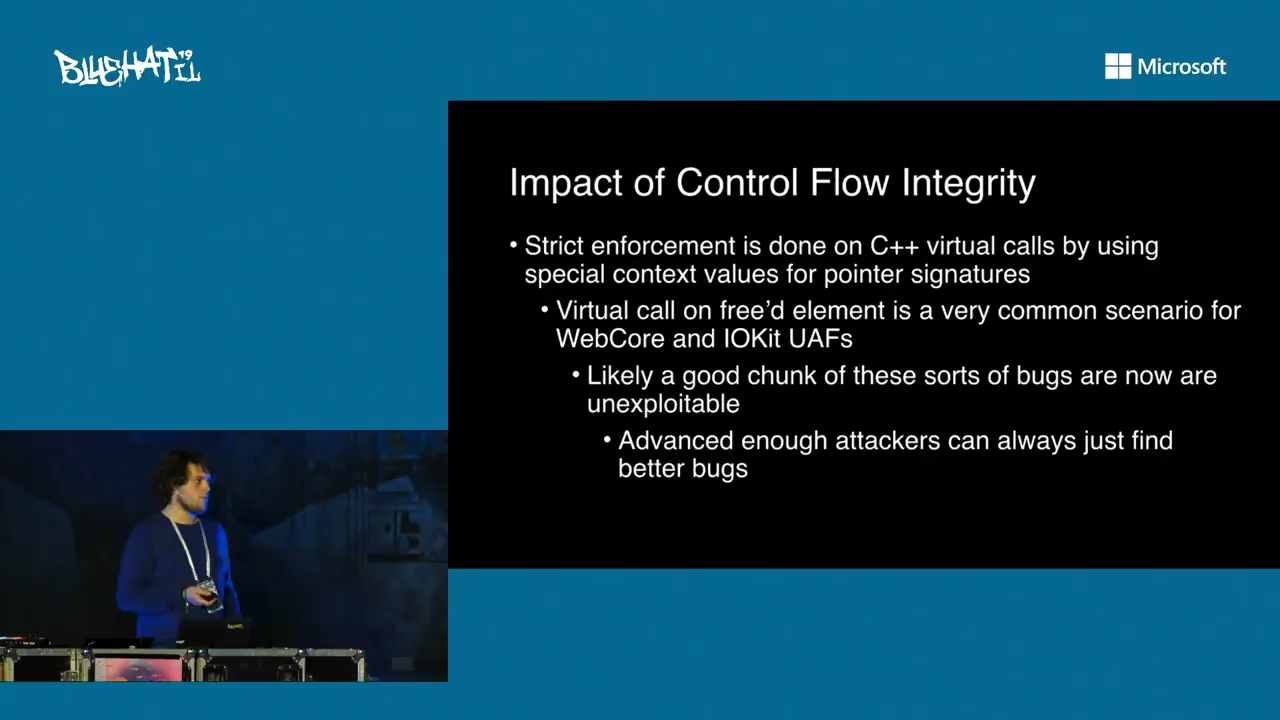 BLUEHAT IL 19
Microsoft
Impact of Control Flow Integrity
• Strict enforcement is done on C++ virtual calls by using
special context values for pointer signatures
• Virtual call on free’d element is a very common scenario for
WebCore and IOKit UAFs
• Likely a good chunk of these sorts of bugs are now are
unexploitable
• Advanced enough attackers can always just find
better bugs